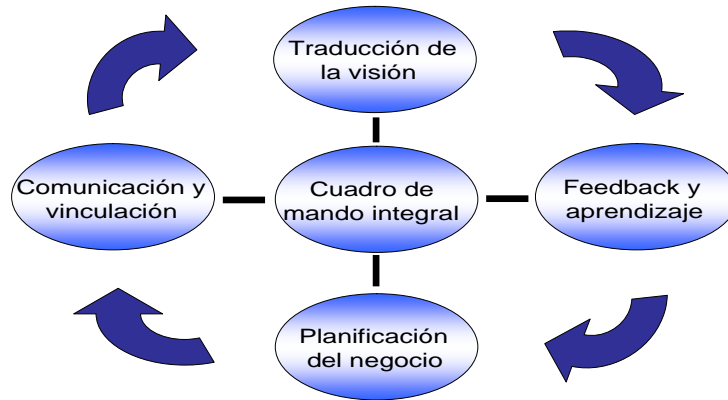 Traducción de
la visión
Comunicación y
vinculación
Cuadro de
mando integral
Feedback y
aprendizaje
Planificación
del negocio